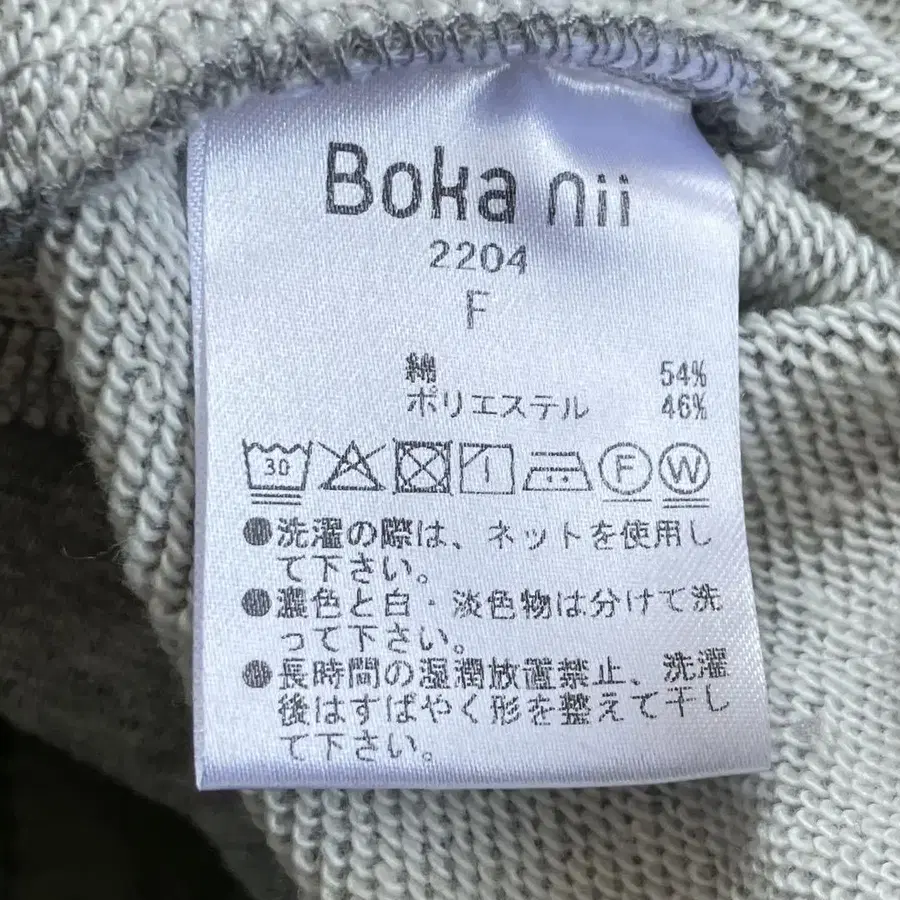 Boka nii
2204
F
綿 54%
ポリエステル 46%
30 F W
●洗濯の際は、ネットを使用し
て下さい。
●濃色と白・淡色物は分けて洗
って下さい。
●長時間の湿潤放置禁止、洗濯
後はすばやく形を整えて干し
て下さい。